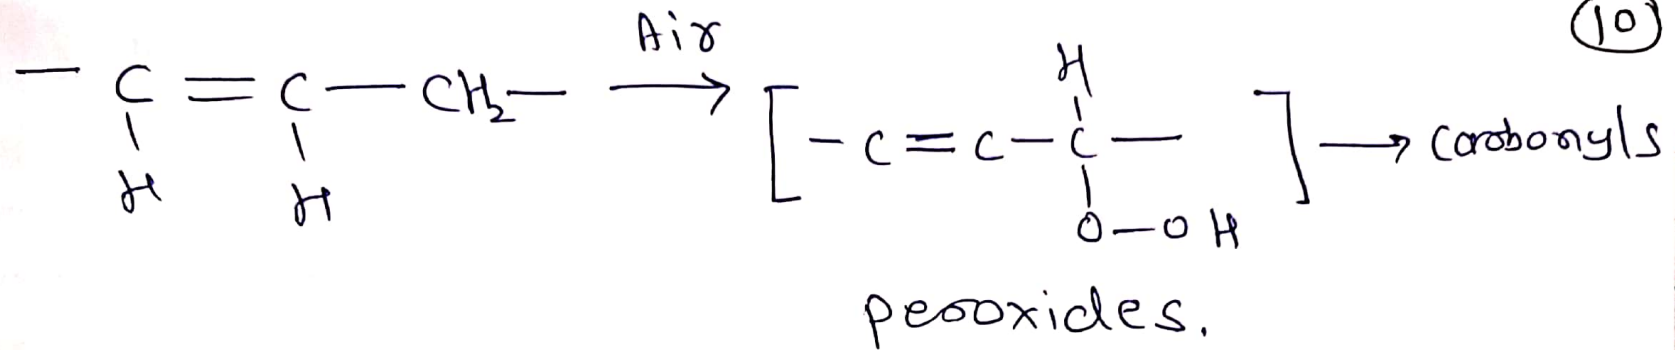 (10)
Air
H
— C = C — CH₂ — → [ – C = C – C — ] → Carbonyls
H H O–OH
peroxides.